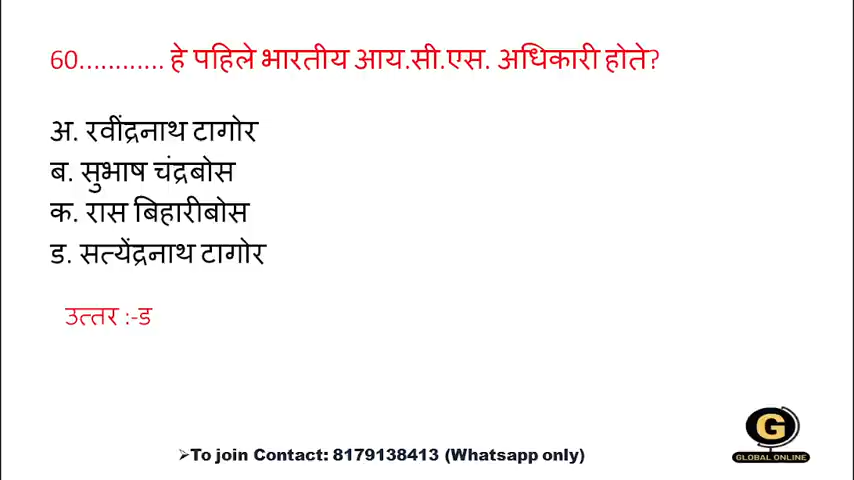 60............ हे पहिले भारतीय आय.सी.एस. अधिकारी होते?
अ. रवींद्रनाथ टागोर
ब. सुभाष चंद्रबोस
क. रास बिहारीबोस
ड. सत्येंद्रनाथ टागोर
उत्तर :-ड
➢To join Contact: 8179138413 (Whatsapp only)
G
GLOBAL ONLINE